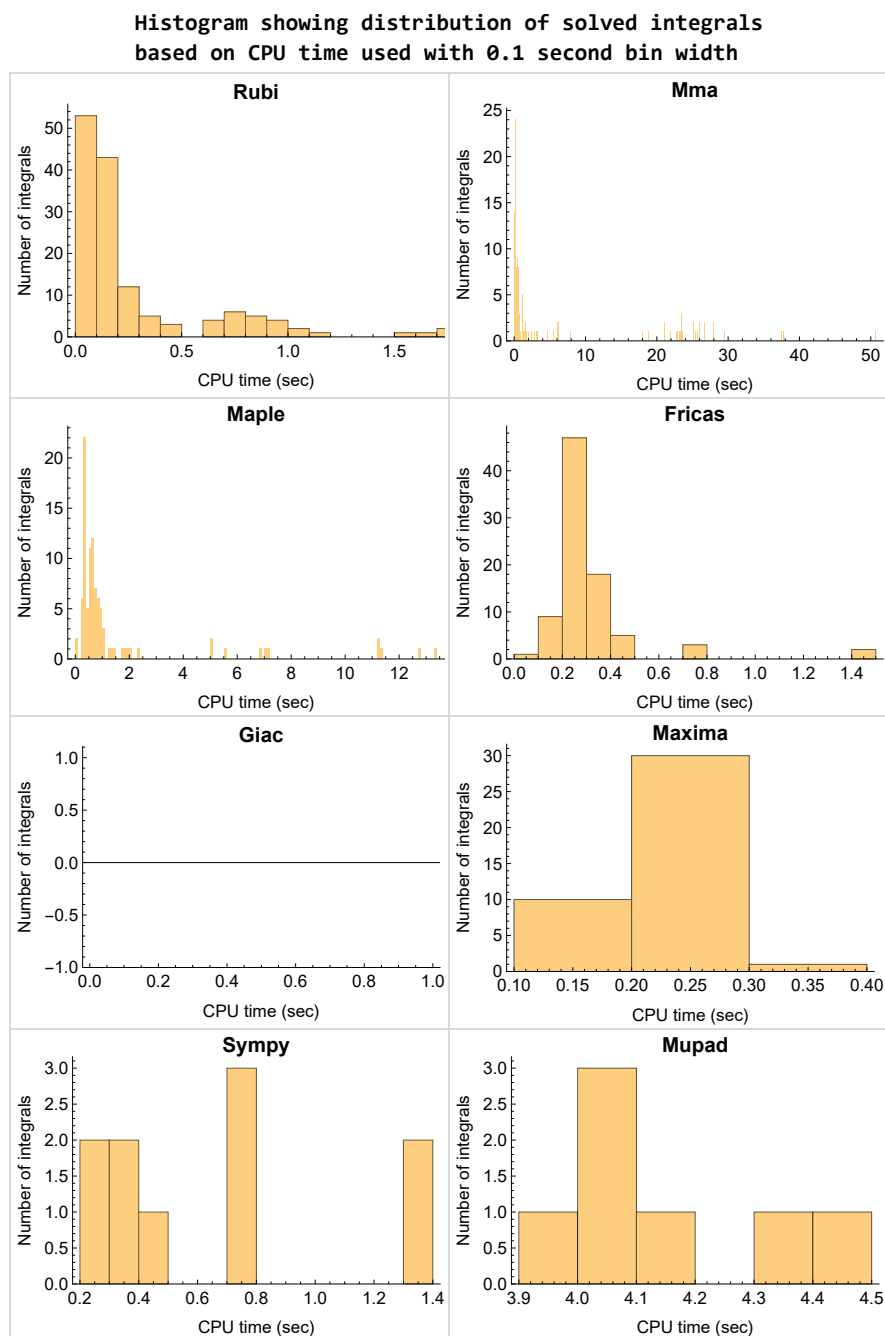 Histogram showing distribution of solved integrals
based on CPU time used with 0.1 second bin width
Rubi
Number of integrals
50
40
30
20
10
0
0.0 0.5 1.0 1.5
CPU time (sec)
Mma
Number of integrals
25
20
15
10
5
0
0 10 20 30 40 50
CPU time (sec)
Maple
Number of integrals
20
15
10
5
0
0 2 4 6 8 10 12
CPU time (sec)
Fricas
Number of integrals
40
30
20
10
0
0.0 0.2 0.4 0.6 0.8 1.0 1.2 1.4
CPU time (sec)
Giac
Number of integrals
1.0
0.5
0.0
−0.5
−1.0
0.0 0.2 0.4 0.6 0.8 1.0
CPU time (sec)
Maxima
Number of integrals
30
25
20
15
10
5
0
0.10 0.15 0.20 0.25 0.30 0.35 0.40
CPU time (sec)
Sympy
Number of integrals
3.0
2.5
2.0
1.5
1.0
0.5
0.0
0.2 0.4 0.6 0.8 1.0 1.2 1.4
CPU time (sec)
Mupad
Number of integrals
3.0
2.5
2.0
1.5
1.0
0.5
0.0
3.9 4.0 4.1 4.2 4.3 4.4 4.5
CPU time (sec)